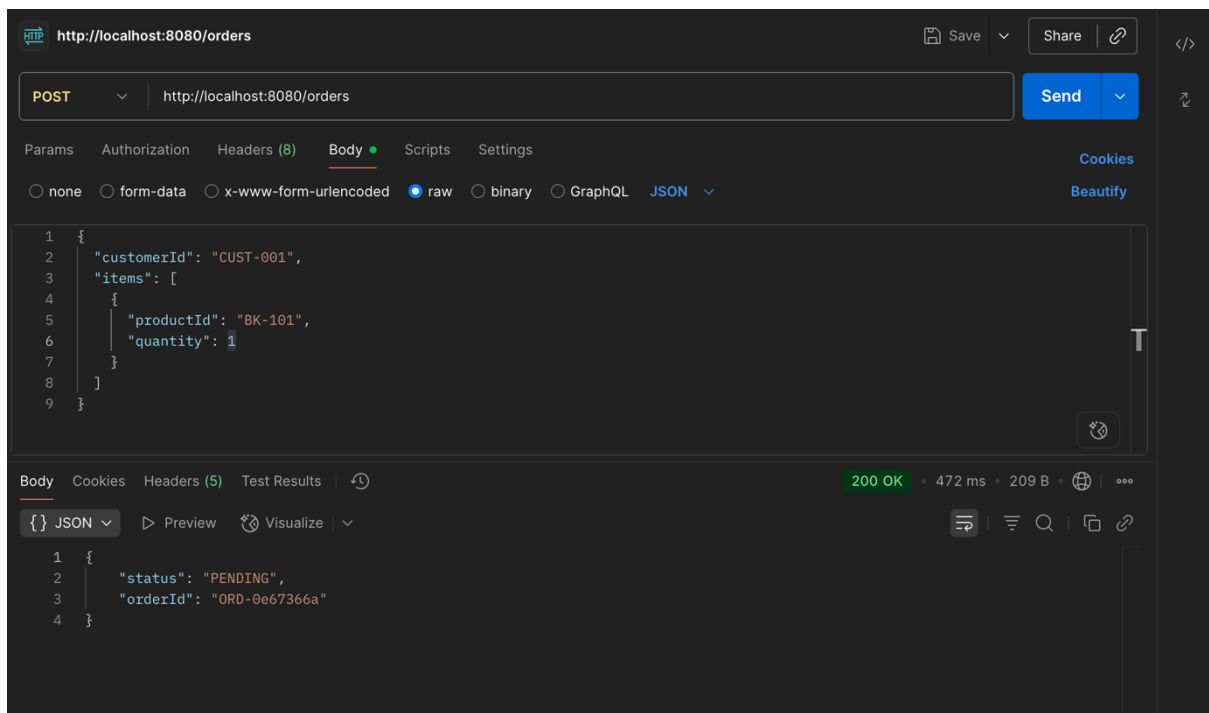 HTTP http://localhost:8080/orders Save Share </>
POST http://localhost:8080/orders Send
Params Authorization Headers (8) Body Scripts Settings Cookies
none form-data x-www-form-urlencoded raw binary GraphQL JSON Beautify
1 {
2 "customerId": "CUST-001",
3 "items": [
4 {
5 "productId": "BK-101",
6 "quantity": 1
7 }
8 ]
9 }
T
Body Cookies Headers (5) Test Results 200 OK • 472 ms • 209 B
{} JSON Preview Visualize
1 {
2 "status": "PENDING",
3 "orderId": "ORD-0e67366a"
4 }